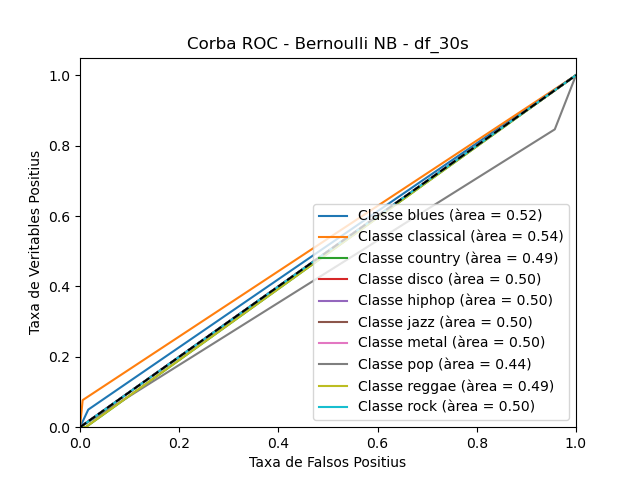 Corba ROC - Bernoulli NB - df_30s
1.0
0.8
0.6
0.4
0.2
0.0
Taxa de Veritables Positius
Classe blues (àrea = 0.52)
Classe classical (àrea = 0.54)
Classe country (àrea = 0.49)
Classe disco (àrea = 0.50)
Classe hiphop (àrea = 0.50)
Classe jazz (àrea = 0.50)
Classe metal (àrea = 0.50)
Classe pop (àrea = 0.44)
Classe reggae (àrea = 0.49)
Classe rock (àrea = 0.50)
0.0 0.2 0.4 0.6 0.8 1.0
Taxa de Falsos Positius